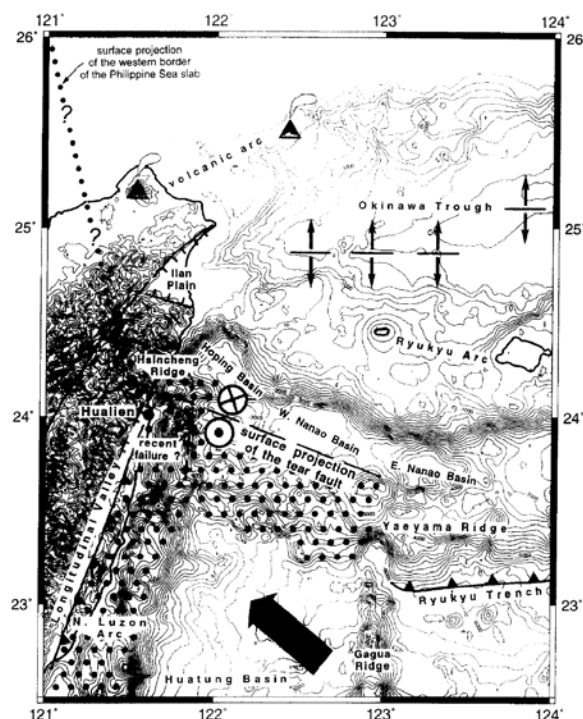 121° 122° 123° 124°
26° 26°
surface projection
of the western border
of the Philippine Sea slab
?
volcanic arc
Okinawa Trough
25° 25°
?
Ilan
Plain
Ryukyu Arc
Hsincheng
Ridge
Hoping Basin
Hualien
24° 24°
W. Nanao Basin
recent
failure ?
surface projection
of the tear fault
E. Nanao Basin
Longitudinal Valley
Yaeyama Ridge
23° 23°
Ryukyu Trench
N. Luzon
Arc
Gagua
Ridge
Huatung Basin
121° 122° 123° 124°